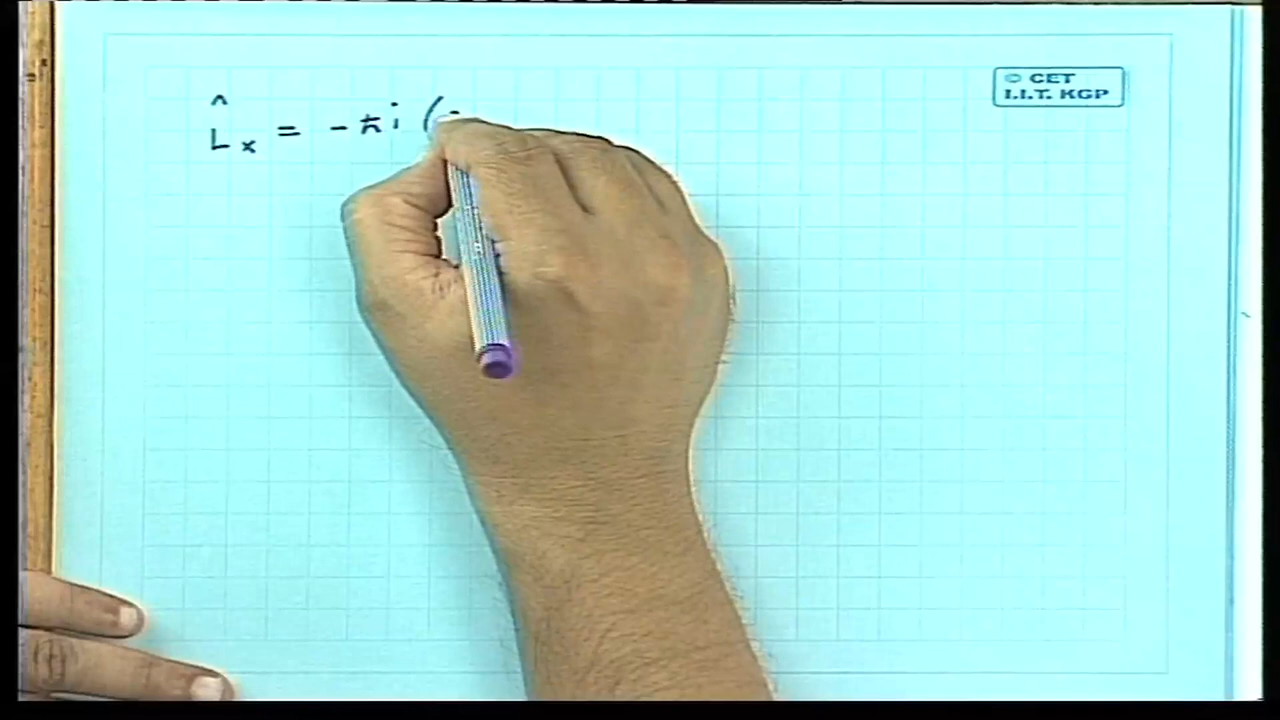 © CET
I.I.T. KGP
L̂ₓ = - ħi (